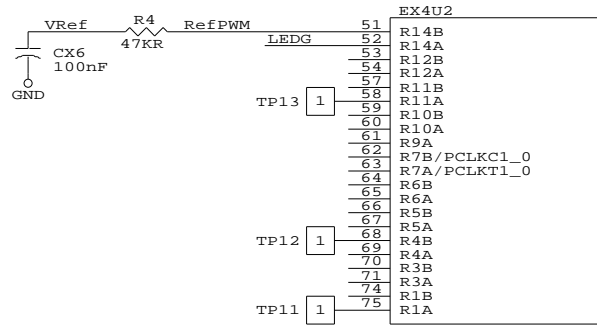 EX4U2
VRef R4 RefPWM 51 R14B
47KR LEDG 52 R14A
CX6 53 R12B
100nF 54 R12A
GND 57 R11B
TP13 1 58 R11A
59 R10B
60 R10A
61 R9A
62 R7B/PCLKC1_0
63 R7A/PCLKT1_0
64 R6B
65 R6A
66 R5B
67 R5A
TP12 1 68 R4B
69 R4A
70 R3B
71 R3A
74 R1B
TP11 1 75 R1A